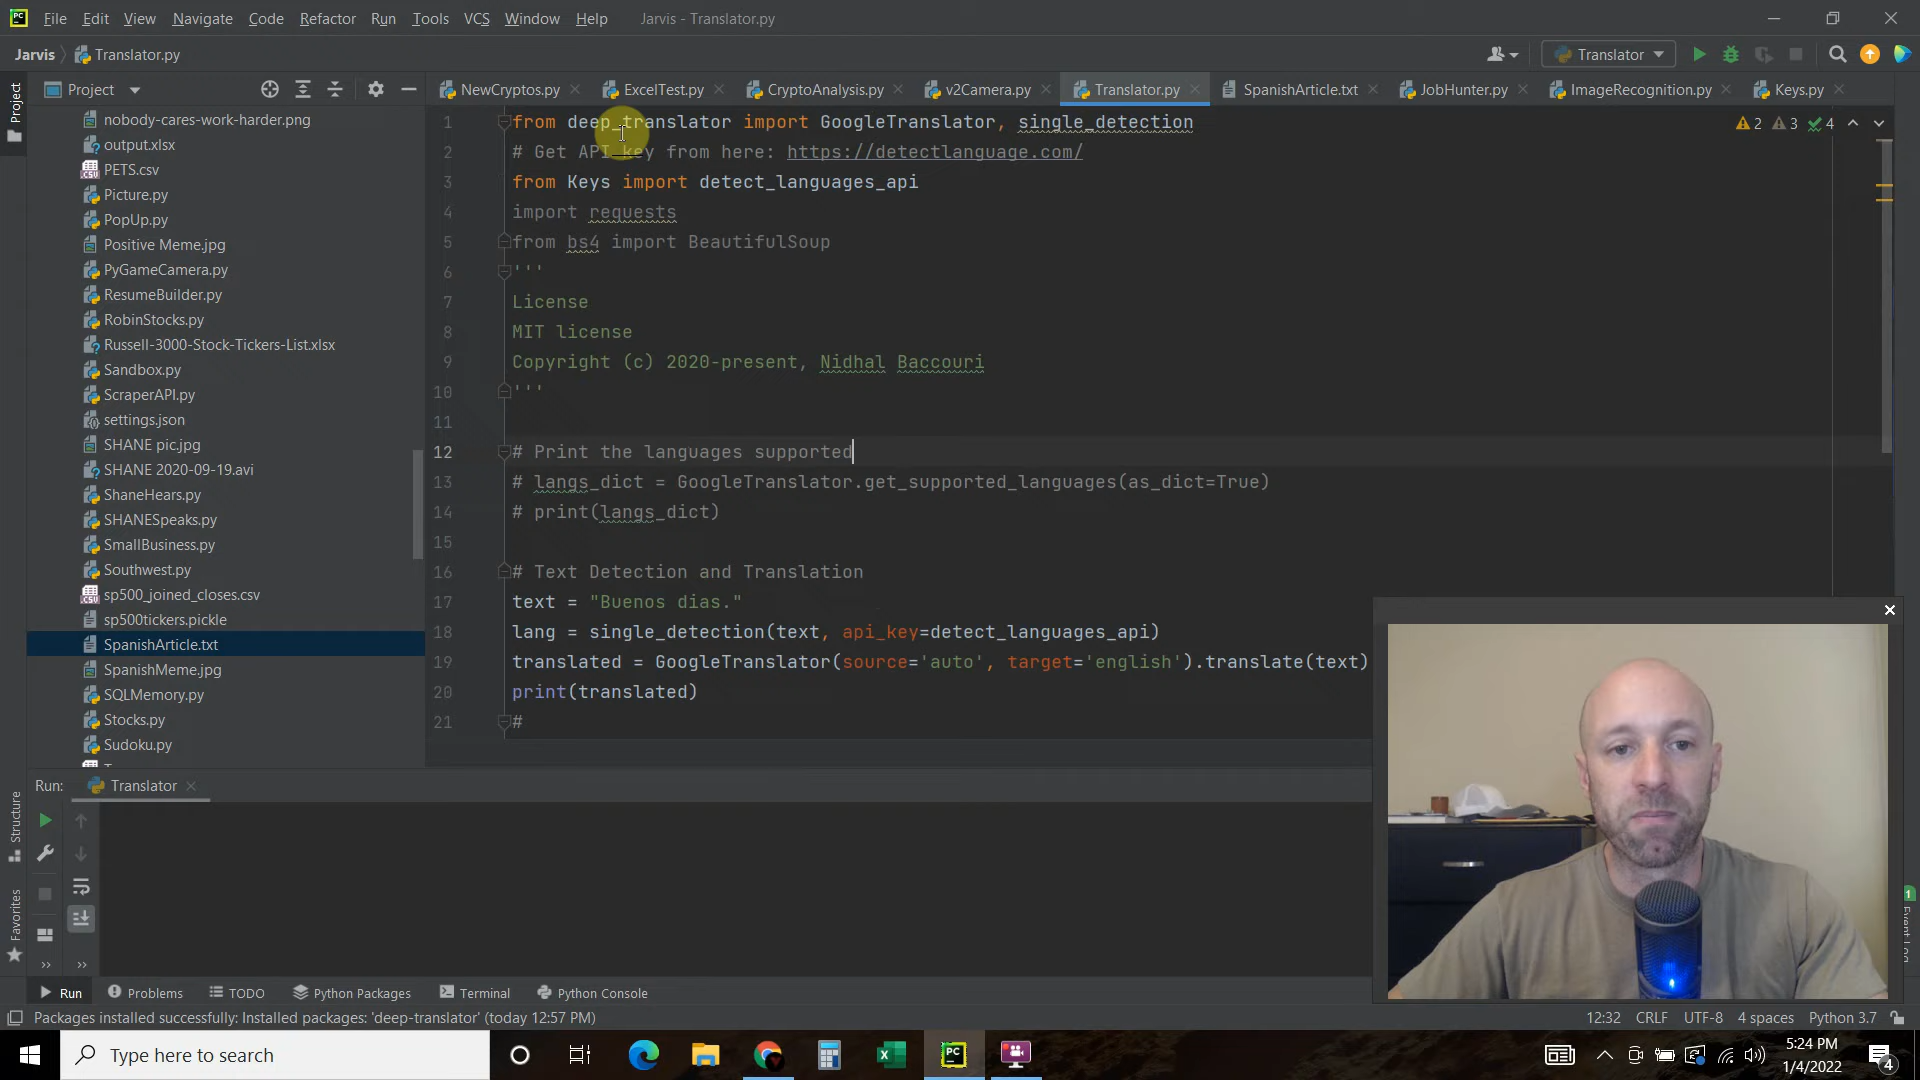 File Edit View Navigate Code Refactor Run Tools VCS Window Help Jarvis - Translator.py
Jarvis Translator.py Translator
Project NewCryptos.py ExcelTest.py CryptoAnalysis.py v2Camera.py Translator.py SpanishArticle.txt JobHunter.py ImageRecognition.py Keys.py
Project
nobody-cares-work-harder.png
output.xlsx
PETS.csv
Picture.py
PopUp.py
Positive Meme.jpg
PyGameCamera.py
ResumeBuilder.py
RobinStocks.py
Russell-3000-Stock-Tickers-List.xlsx
Sandbox.py
ScraperAPI.py
settings.json
SHANE pic.jpg
SHANE 2020-09-19.avi
ShaneHears.py
SHANESpeaks.py
SmallBusiness.py
Southwest.py
sp500_joined_closes.csv
sp500tickers.pickle
SpanishArticle.txt
SpanishMeme.jpg
SQLMemory.py
Stocks.py
Sudoku.py
1 from deep_translator import GoogleTranslator, single_detection
2 # Get API key from here: https://detectlanguage.com/
3 from Keys import detect_languages_api
4 import requests
5 from bs4 import BeautifulSoup
6 '''
7 License
8 MIT license
9 Copyright (c) 2020-present, Nidhal Baccouri
10 '''
11
12 # Print the languages supported
13 # langs_dict = GoogleTranslator.get_supported_languages(as_dict=True)
14 # print(langs_dict)
15
16 # Text Detection and Translation
17 text = "Buenos dias."
18 lang = single_detection(text, api_key=detect_languages_api)
19 translated = GoogleTranslator(source='auto', target='english').translate(text)
20 print(translated)
21 #
2 3 4
Run: Translator
Structure
Favorites
1 Event Log
Run Problems TODO Python Packages Terminal Python Console
Packages installed successfully: Installed packages: 'deep-translator' (today 12:57 PM) 12:32 CRLF UTF-8 4 spaces Python 3.7
Type here to search
PC
5:24 PM
1/4/2022
4